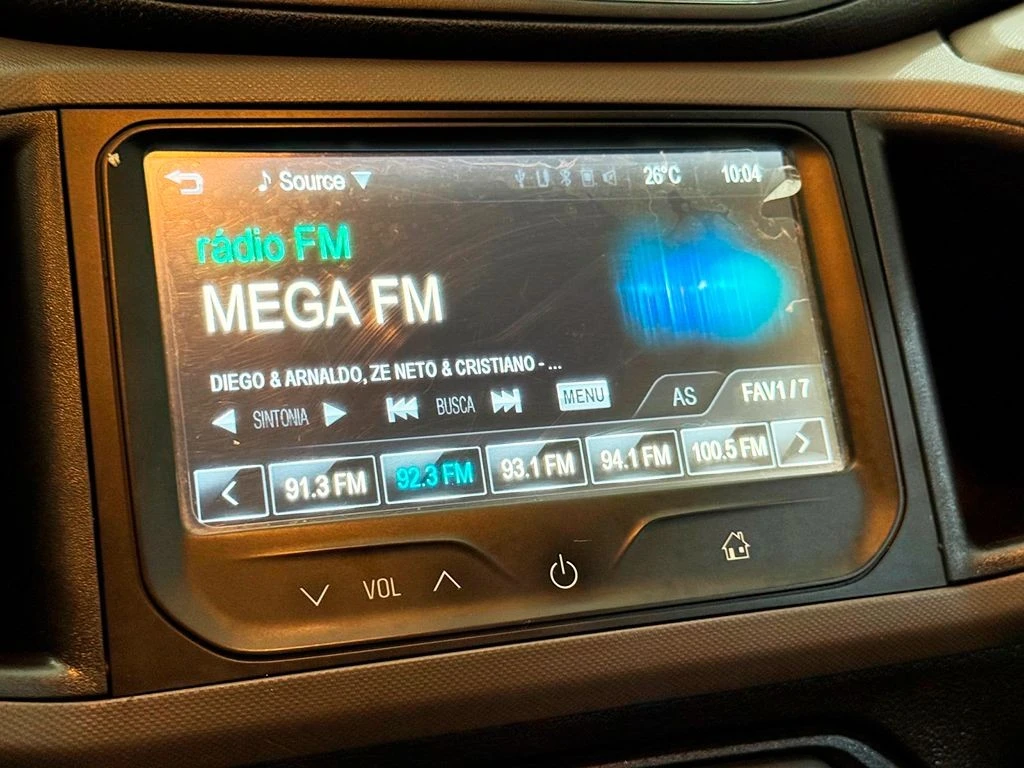 Source 26°C 10:04
rádio FM
MEGA FM
DIEGO & ARNALDO, ZE NETO & CRISTIANO - ...
SINTONIA BUSCA MENU AS FAV1 / 7
91.3 FM 92.3 FM 93.1 FM 94.1 FM 100.5 FM
VOL